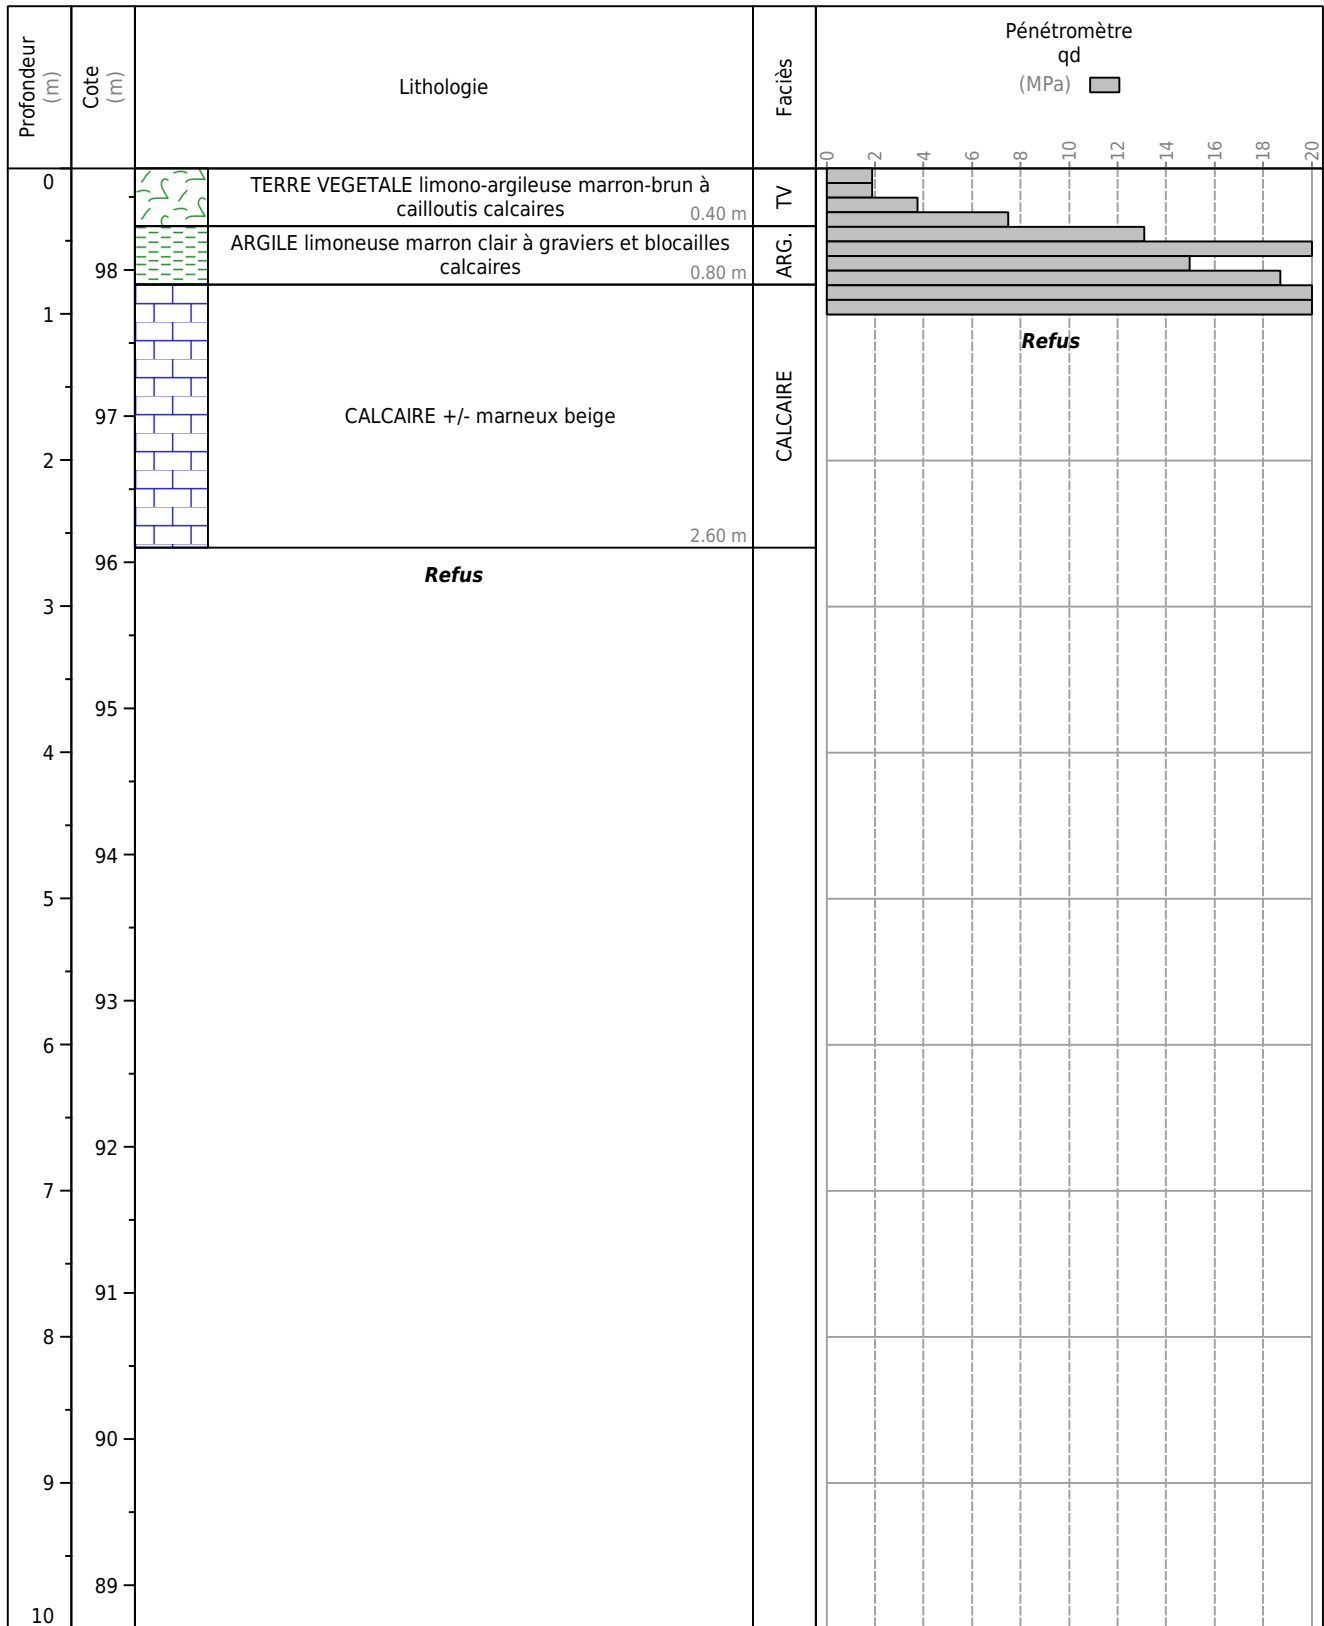 Profondeur
(m)
Cote
(m)
Lithologie
Faciès
Pénétromètre
qd
(MPa)
0
2
4
6
8
10
12
14
16
18
20
0
1
2
3
4
5
6
7
8
9
10
98
97
96
95
94
93
92
91
90
89
TERRE VEGETALE limono-argileuse marron-brun à
cailloutis calcaires
0.40 m
TV
ARGILE limoneuse marron clair à graviers et blocailles
calcaires
0.80 m
ARG.
CALCAIRE +/- marneux beige
2.60 m
CALCAIRE
Refus
Refus